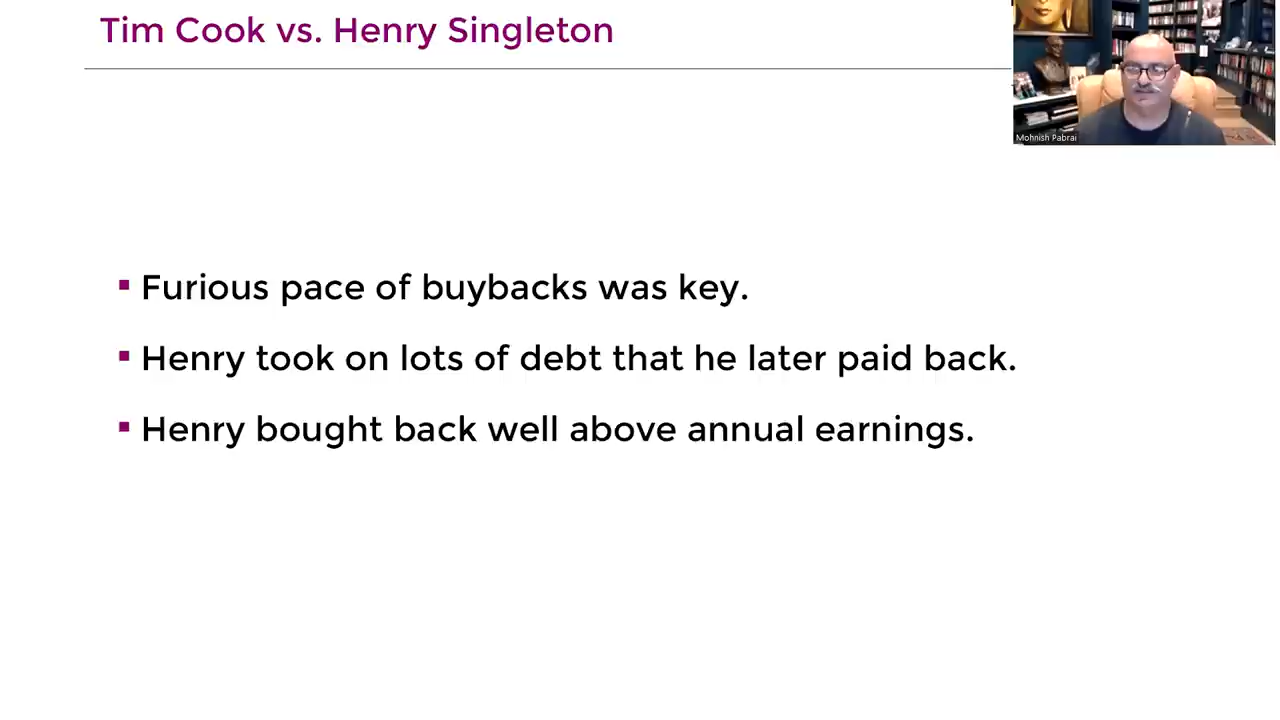 Tim Cook vs. Henry Singleton
Mohnish Pabrai
▪ Furious pace of buybacks was key.
▪ Henry took on lots of debt that he later paid back.
▪ Henry bought back well above annual earnings.